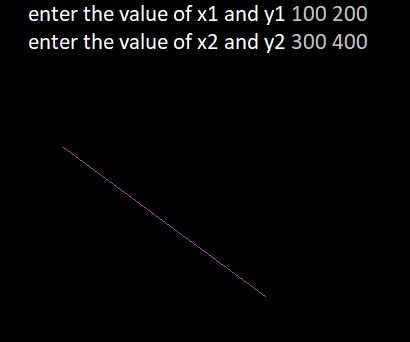 enter the value of x1 and y1 100 200
enter the value of x2 and y2 300 400